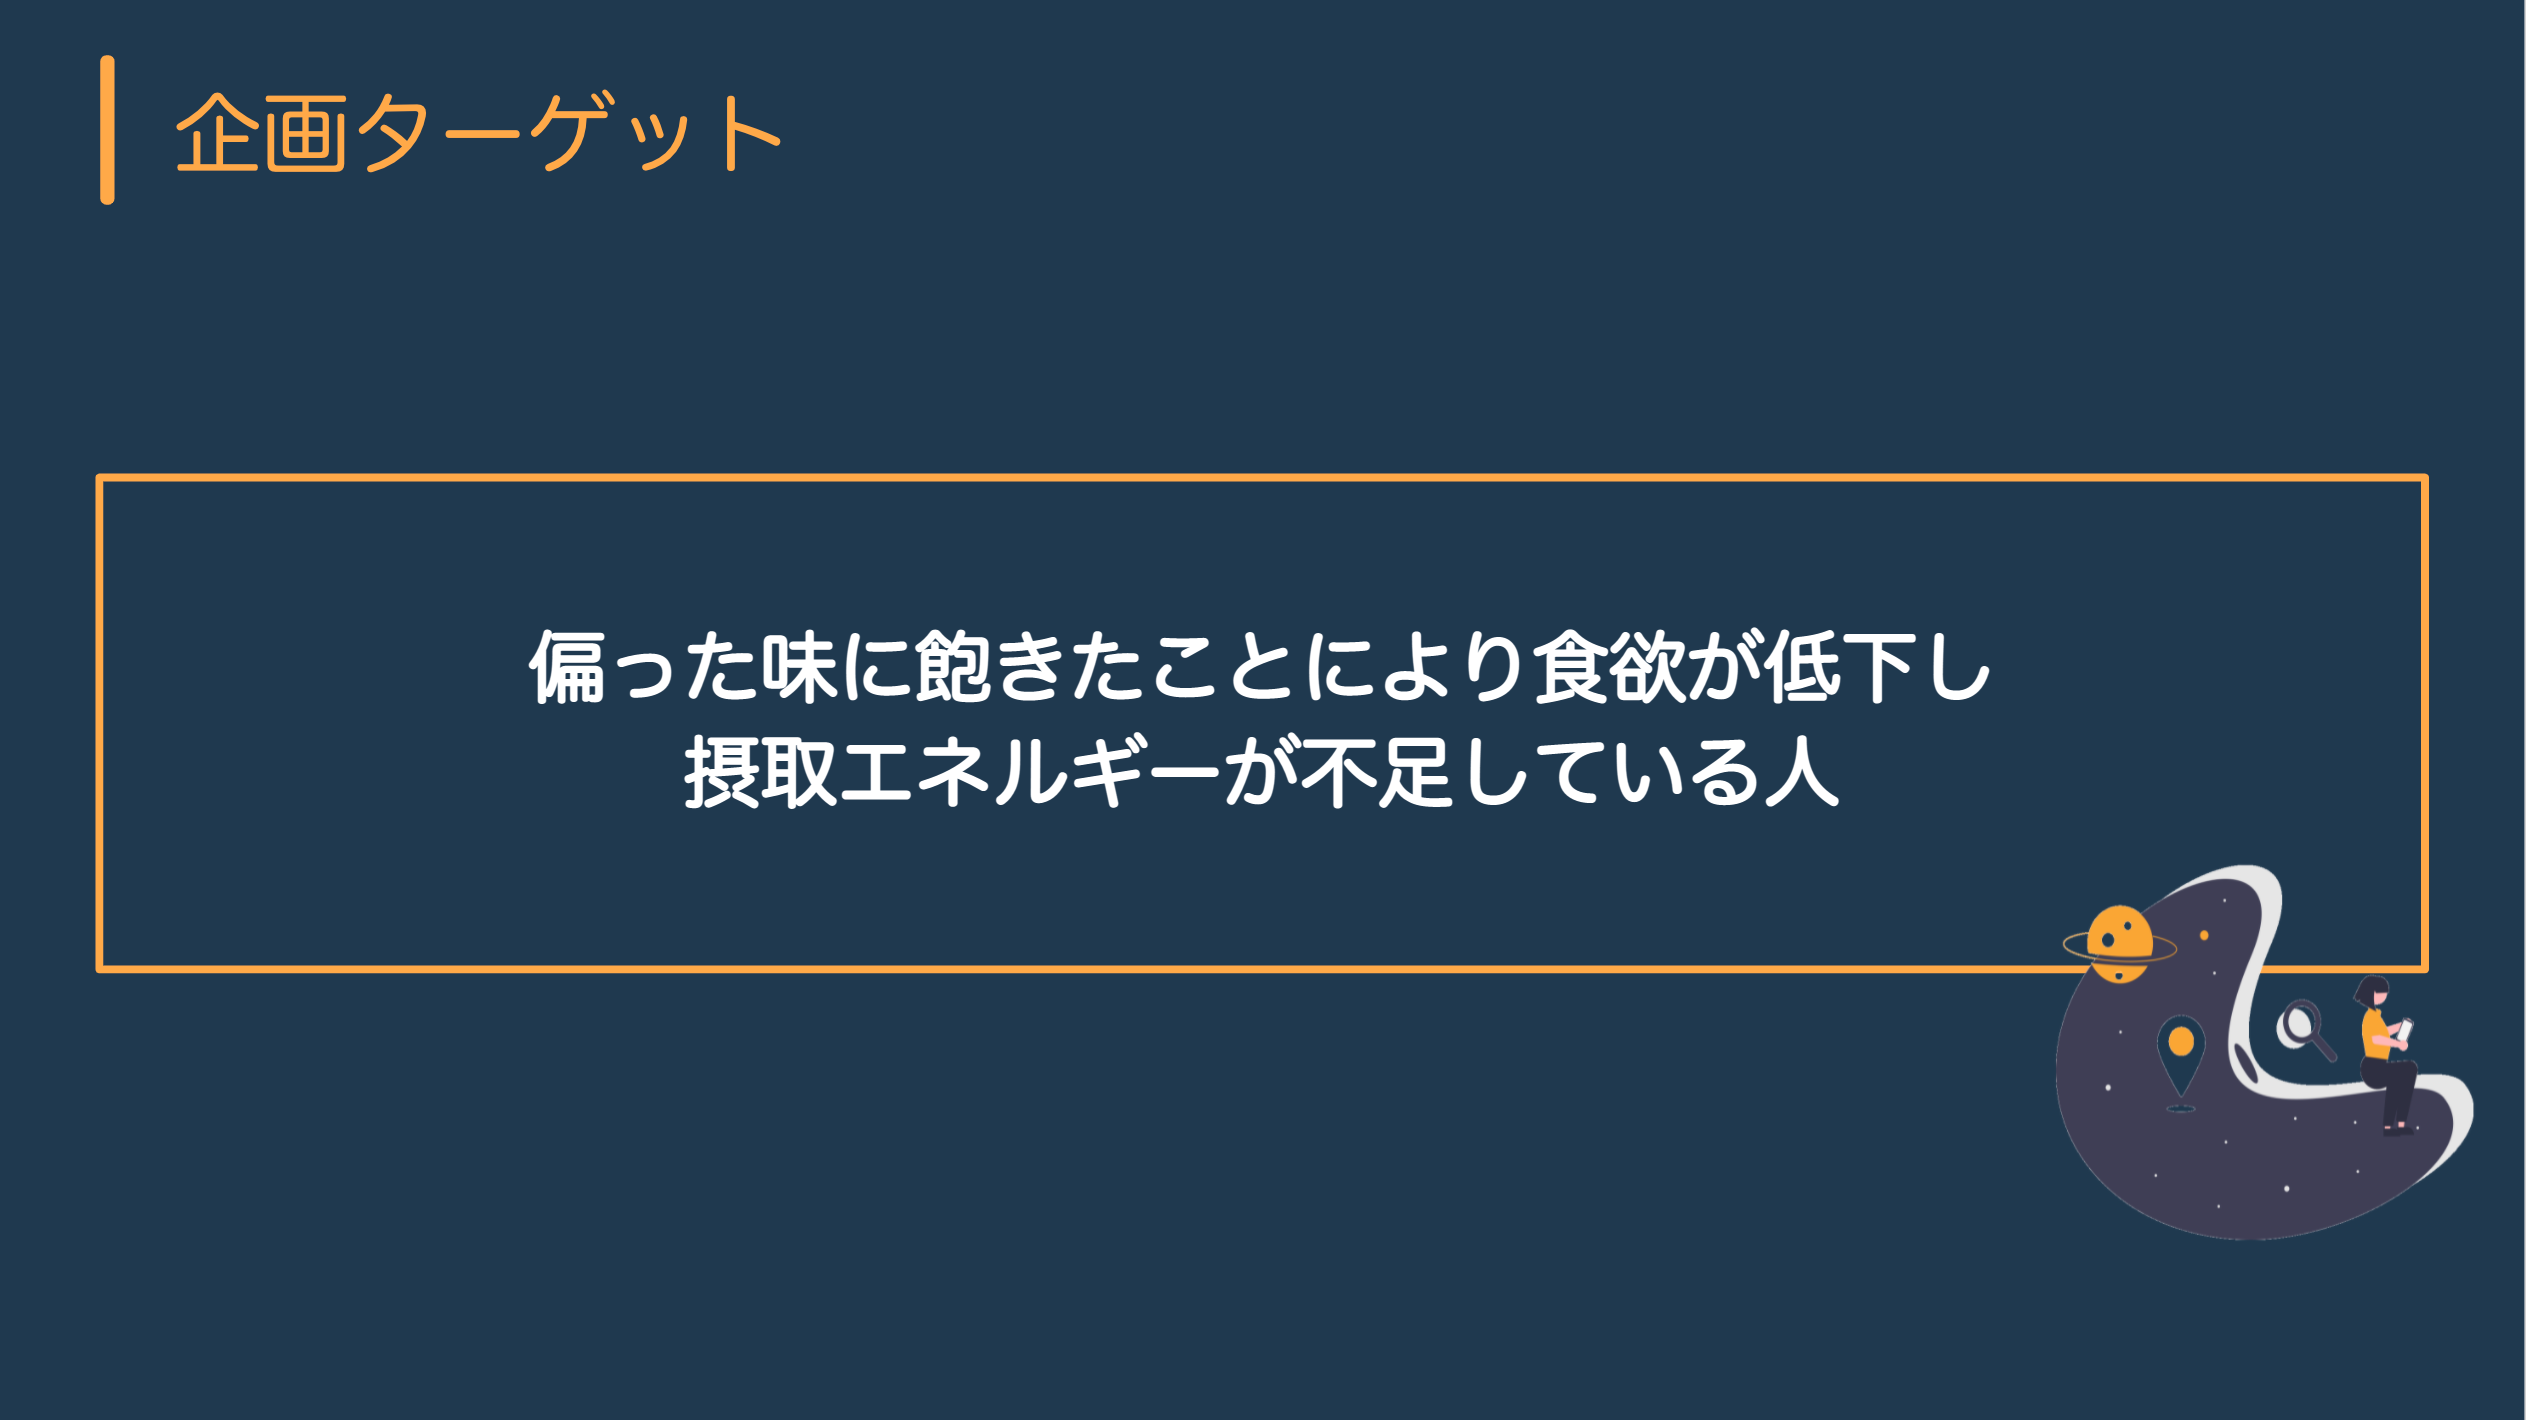 企画ターゲット
偏った味に飽きたことにより食欲が低下し
摂取エネルギーが不足している人